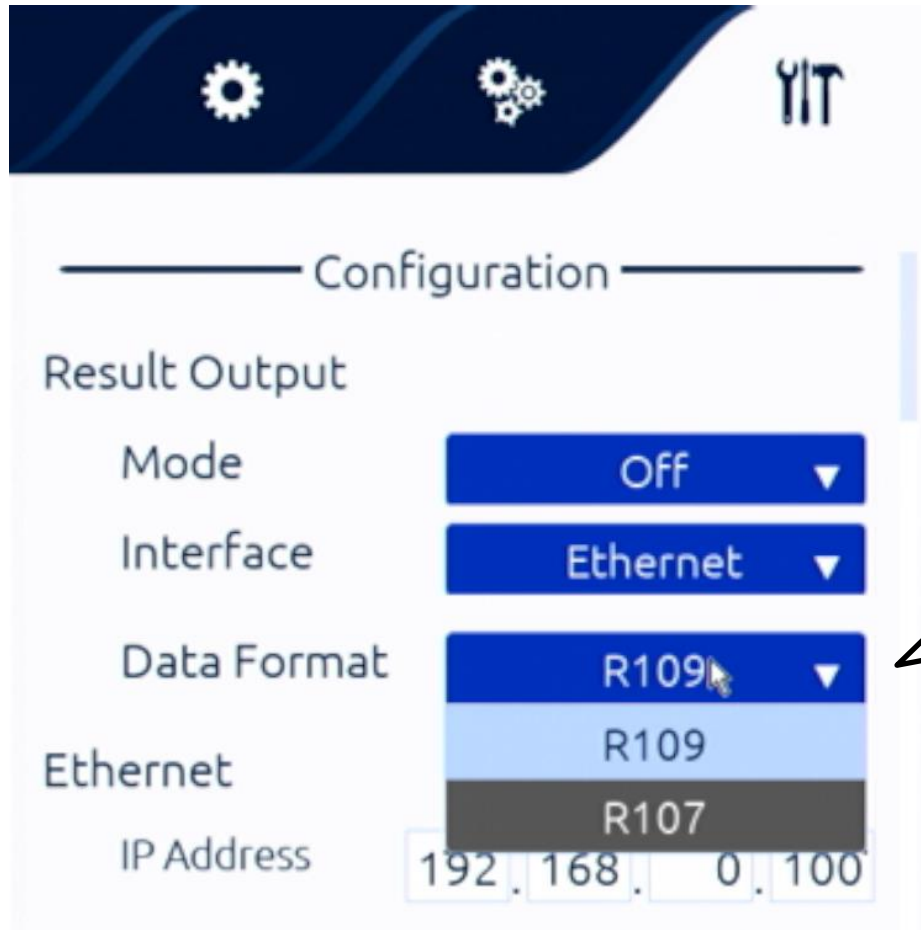 Configuration
Result Output
Mode Off
Interface Ethernet
Data Format R109
R109
Ethernet
R107
IP Address 192.168.0.100